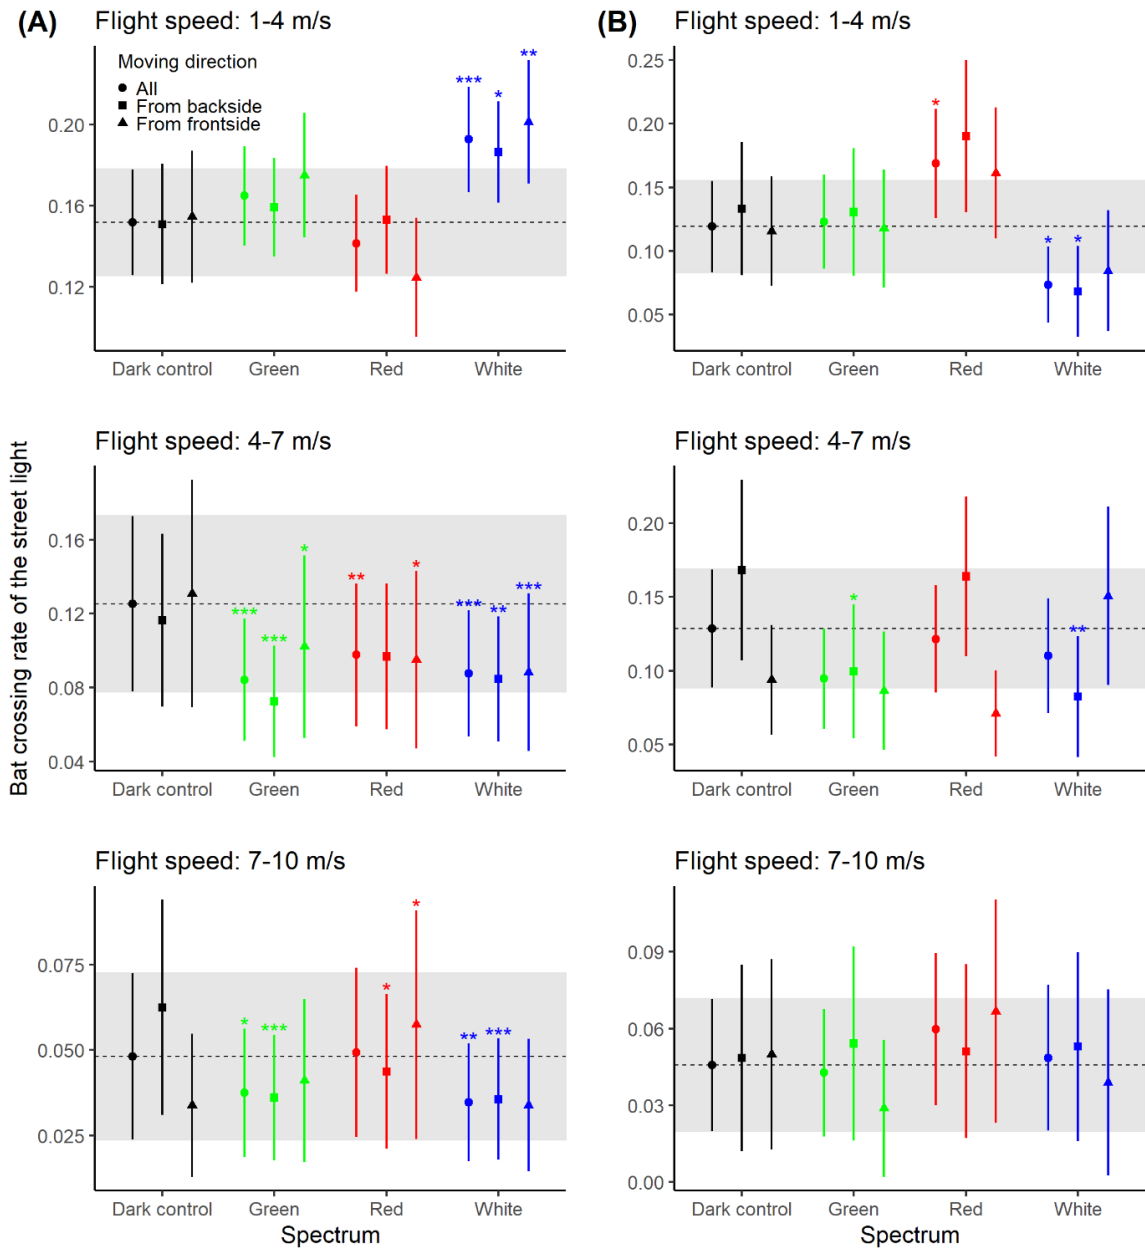 (A)
Flight speed: 1-4 m/s
Moving direction
All
From backside
From frontside
*** * **
0.20
0.16
0.12
Dark control Green Red White
(B)
Flight speed: 1-4 m/s
0.25
0.20
0.15
0.10
0.05
*
* *
Dark control Green Red White
Bat crossing rate of the street light
Flight speed: 4-7 m/s
0.16
0.12
0.08
0.04
*** *** * ** * *** ** ***
Dark control Green Red White
Flight speed: 4-7 m/s
0.20
0.15
0.10
0.05
* **
Dark control Green Red White
Flight speed: 7-10 m/s
0.075
0.050
0.025
* *** * * ** ***
Dark control Green Red White
Spectrum
Flight speed: 7-10 m/s
0.09
0.06
0.03
0.00
Dark control Green Red White
Spectrum